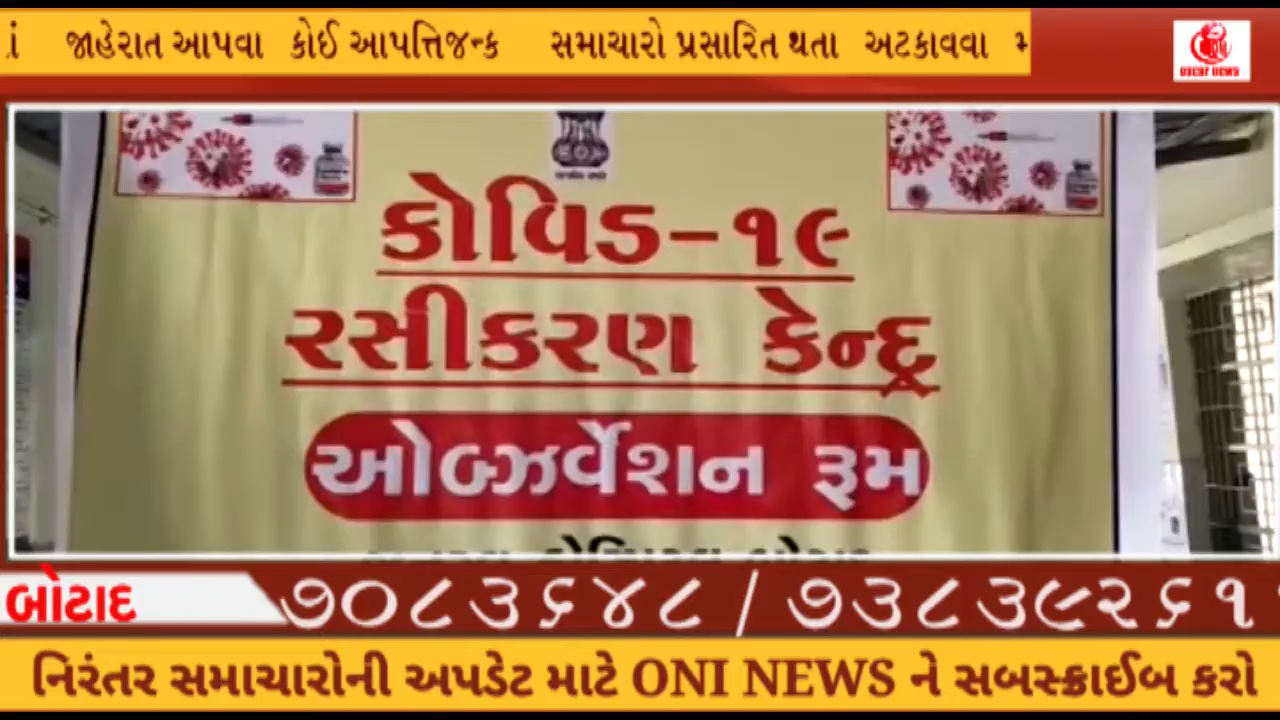 જાહેરાત આપવા કોઈ આપત્તિજન્ક સમાચારો પ્રસારિત થતા અટકાવવા
કોવિડ-૧૯
રસીકરણ કેન્દ્ર
ઓબ્ઝર્વેશન રૂમ
બોટાદ
૭૦૮૩૬૪૮ / ૭૩૮૩૯૨૬૧
નિરંતર સમાચારોની અપડેટ માટે ONI NEWS ને સબસ્ક્રાઈબ કરો